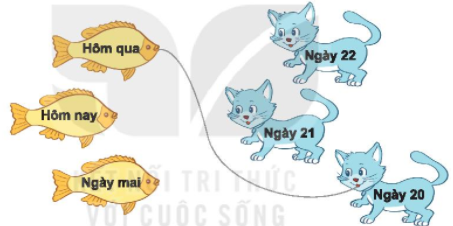 Hôm qua
Ngày 22
Hôm nay
Ngày 21
Ngày mai
Ngày 20
KẾT NỐI TRI THỨC
VỚI CUỘC SỐNG